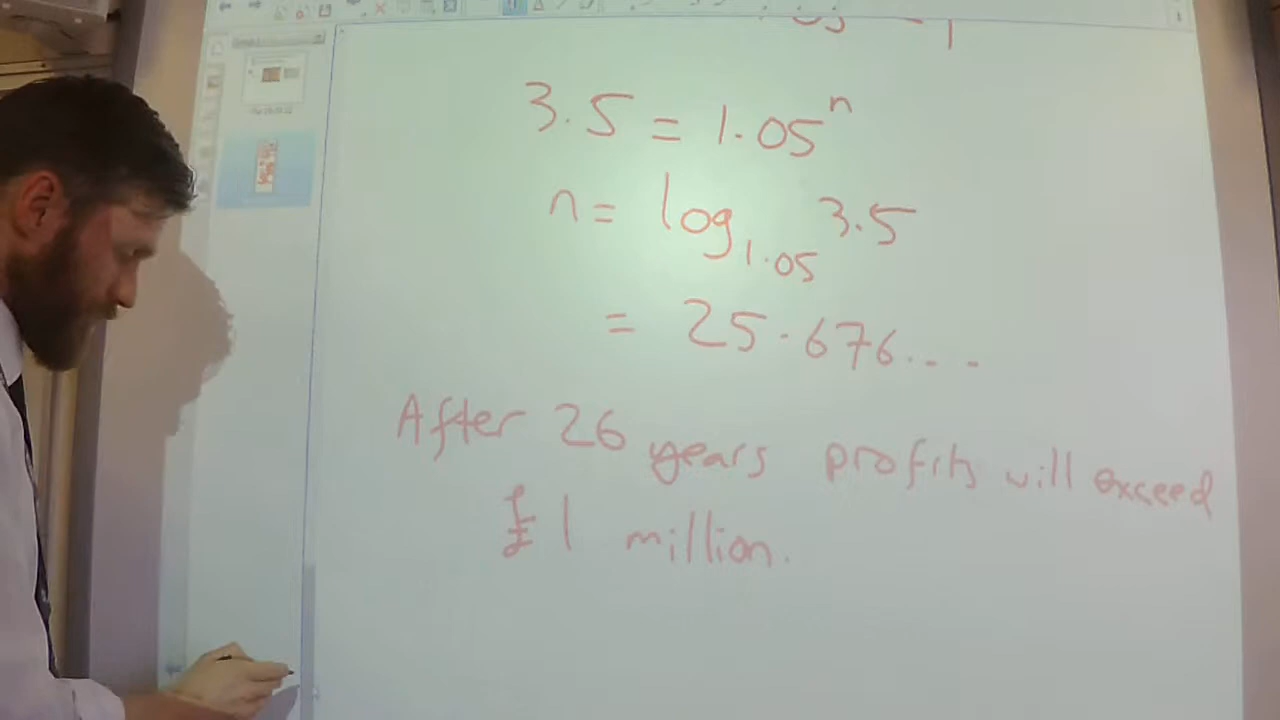 3.5 = 1.05ⁿ
n = log₁.₀₅ 3.5
= 25.676...
After 26 years profits will exceed
£1 million.